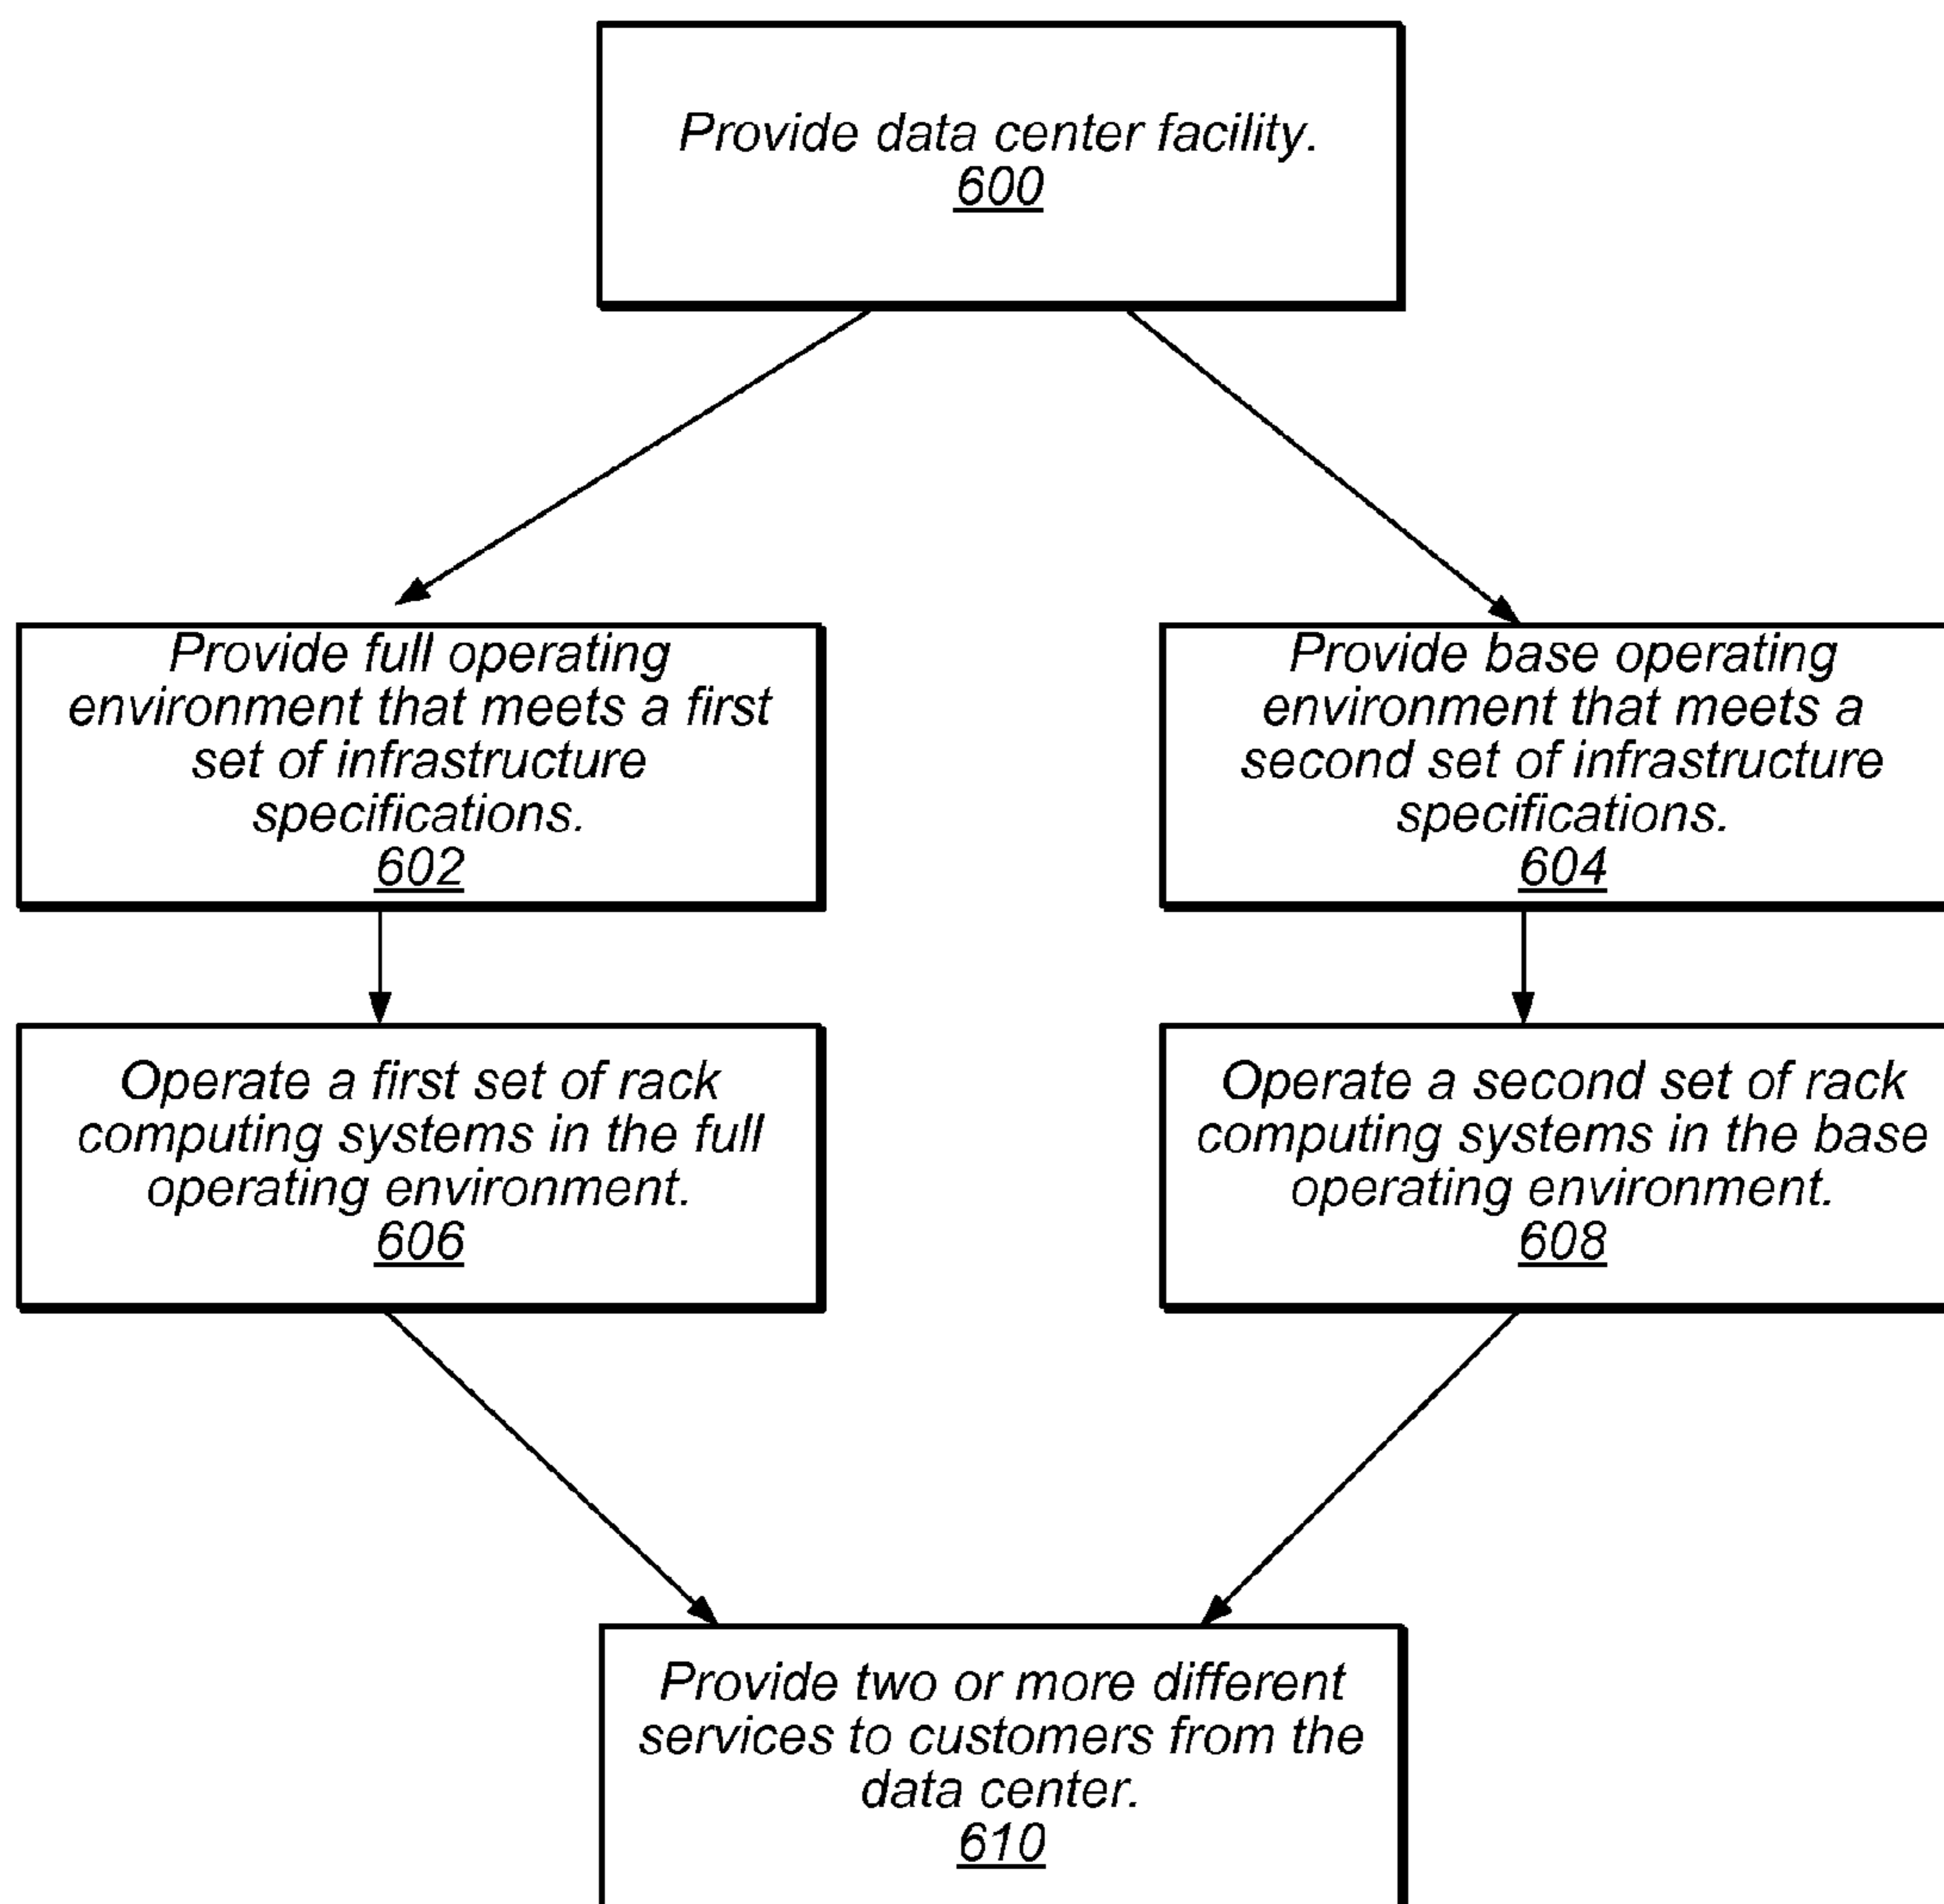 Provide data center facility.
600
Provide full operating
environment that meets a first
set of infrastructure
specifications.
602
Provide base operating
environment that meets a
second set of infrastructure
specifications.
604
Operate a first set of rack
computing systems in the full
operating environment.
606
Operate a second set of rack
computing systems in the base
operating environment.
608
Provide two or more different
services to customers from the
data center.
610